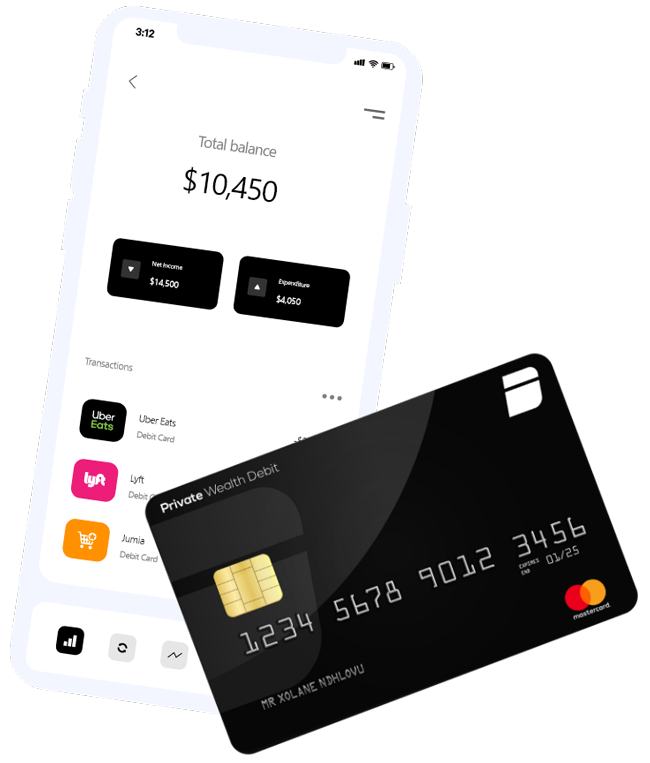 3:12
Total balance
$10,450
Net Income
$14,500
Expenditure
$4,050
Transactions
Uber Eats
Uber Eats
Debit Card
lyft
Lyft
Debit
Jumia
Debit Card
Private Wealth Debit
1234 5678 9012 3456
EXPIRES END 01/25
MR XOLANE NDHLOVU
mastercard.